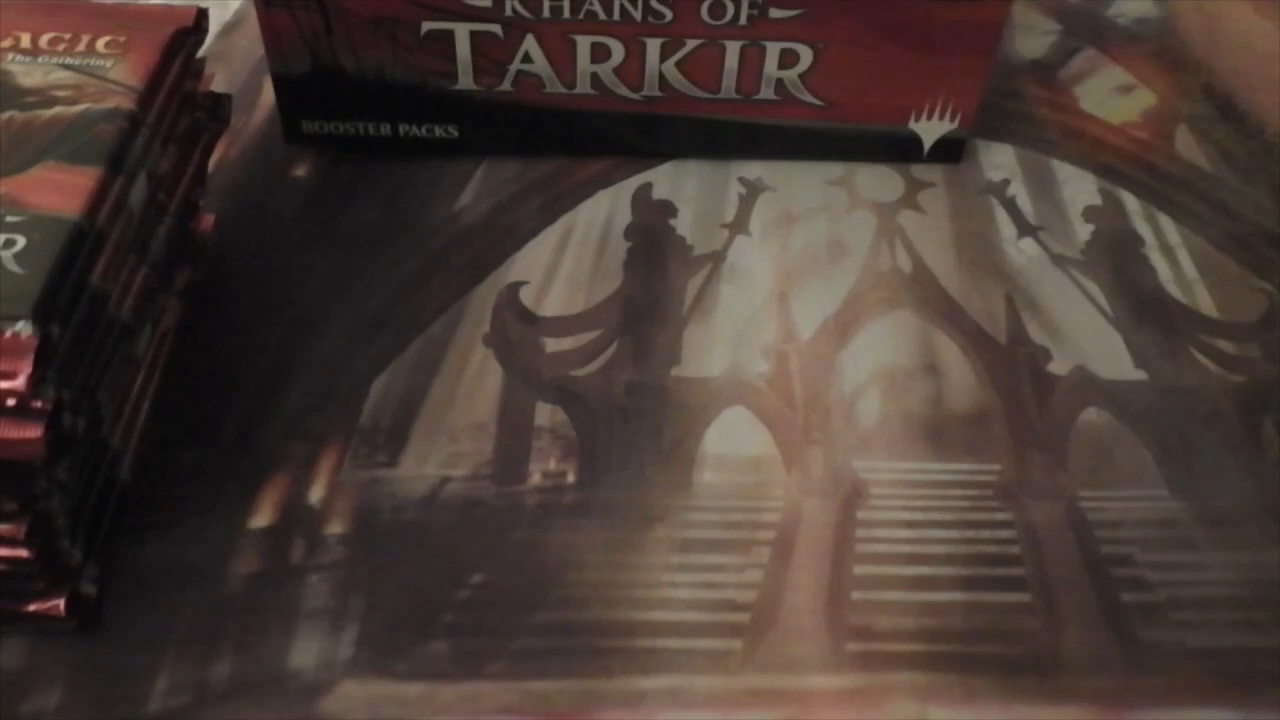 KHANS OF
TARKIR
BOOSTER PACKS
MAGIC
The Gathering
R